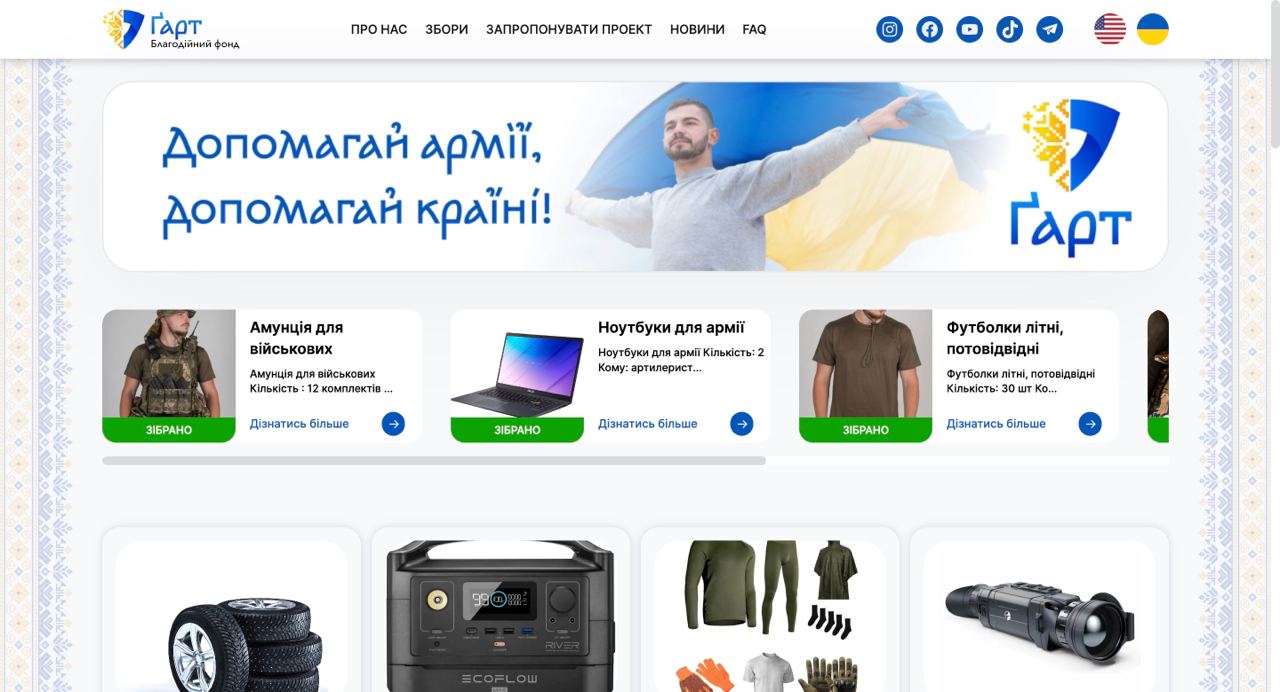 Ґарт
Благодійний фонд
ПРО НАС
ЗБОРИ
ЗАПРОПОНУВАТИ ПРОЕКТ
НОВИНИ
FAQ
Допомагай армії,
допомагай країні!
Ґарт
Амунція для
військових
Амунція для військових
Кількість : 12 комплектів ...
Дізнатись більше
ЗІБРАНО
Ноутбуки для армії
Ноутбуки для армії Кількість: 2
Кому: артилерист...
Дізнатись більше
ЗІБРАНО
Футболки літні,
потовідвідні
Футболки літні, потовідвідні
Кількість: 30 шт Ко...
Дізнатись більше
ЗІБРАНО
RIVER
ECOFLOW